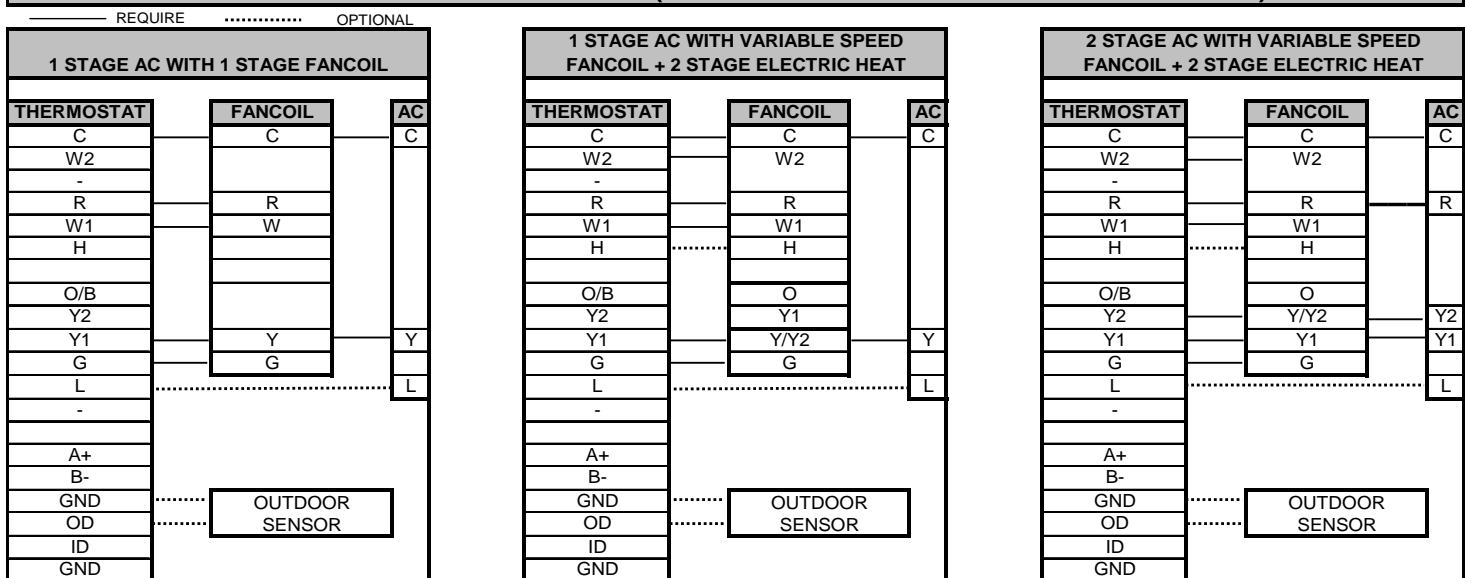 REQUIRE OPTIONAL
1 STAGE AC WITH 1 STAGE FANCOIL
THERMOSTAT FANCOIL AC
C C C
W2
-
R R
W1 W
H
O/B
Y2
Y1 Y Y
G G
L L
-
A+
B-
GND OUTDOOR
OD SENSOR
ID
GND
1 STAGE AC WITH VARIABLE SPEED
FANCOIL + 2 STAGE ELECTRIC HEAT
THERMOSTAT FANCOIL AC
C C C
W2 W2
-
R R
W1 W1
H H
O/B O
Y2 Y1
Y1 Y/Y2 Y
G G
L L
-
A+
B-
GND OUTDOOR
OD SENSOR
ID
GND
2 STAGE AC WITH VARIABLE SPEED
FANCOIL + 2 STAGE ELECTRIC HEAT
THERMOSTAT FANCOIL AC
C C C
W2 W2
-
R R R
W1 W1
H H
O/B O
Y2 Y/Y2 Y2
Y1 Y1 Y1
G G
L L
-
A+
B-
GND OUTDOOR
OD SENSOR
ID
GND